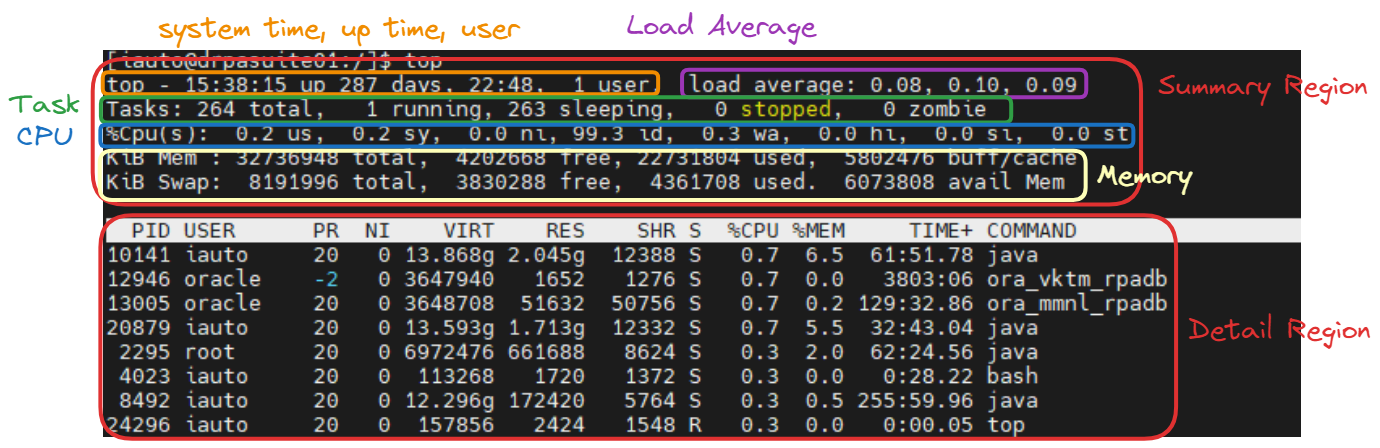 system time, up time, user
Load Average
[iauto@drpasuite01:/]$ top
top - 15:38:15 up 287 days, 22:48,  1 user,  load average: 0.08, 0.10, 0.09
Summary Region
Task
Tasks: 264 total,   1 running, 263 sleeping,   0 stopped,   0 zombie
CPU
%Cpu(s):  0.2 us,  0.2 sy,  0.0 ni, 99.3 id,  0.3 wa,  0.0 hi,  0.0 si,  0.0 st
KiB Mem : 32736948 total,  4202668 free, 22731804 used,  5802476 buff/cache
KiB Swap:  8191996 total,  3830288 free,  4361708 used.  6073808 avail Mem
Memory
PID USER PR NI VIRT RES SHR S %CPU %MEM TIME+ COMMAND
10141 iauto 20 0 13.868g 2.045g 12388 S 0.7 6.5 61:51.78 java
12946 oracle -2 0 3647940 1652 1276 S 0.7 0.0 3803:06 ora_vktm_rpadb
13005 oracle 20 0 3648708 51632 50756 S 0.7 0.2 129:32.86 ora_mmnl_rpadb
20879 iauto 20 0 13.593g 1.713g 12332 S 0.7 5.5 32:43.04 java
Detail Region
2295 root 20 0 6972476 661688 8624 S 0.3 2.0 62:24.56 java
4023 iauto 20 0 113268 1720 1372 S 0.3 0.0 0:28.22 bash
8492 iauto 20 0 12.296g 172420 5764 S 0.3 0.5 255:59.96 java
24296 iauto 20 0 157856 2424 1548 R 0.3 0.0 0:00.05 top